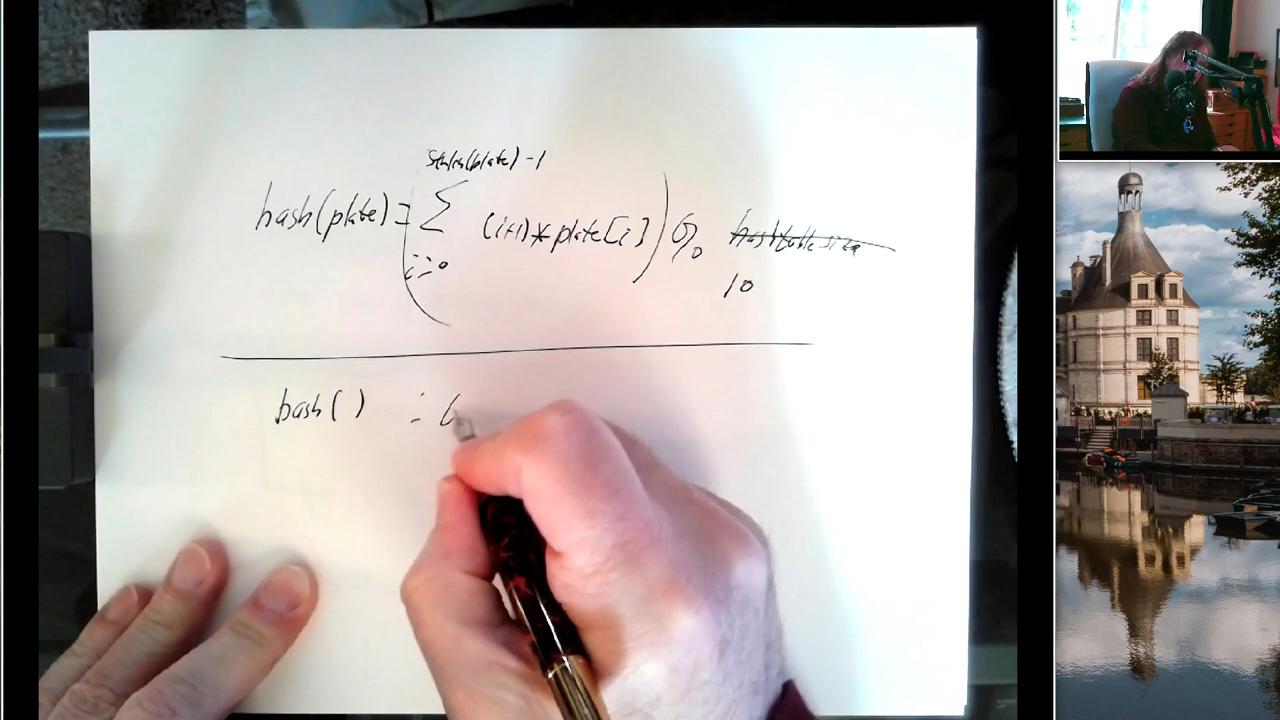 strlen(plate) - 1
hash(plate) = ( Σ (i+1) * plate[i] ) % hashtable size
i = 0
10
hash( ) =